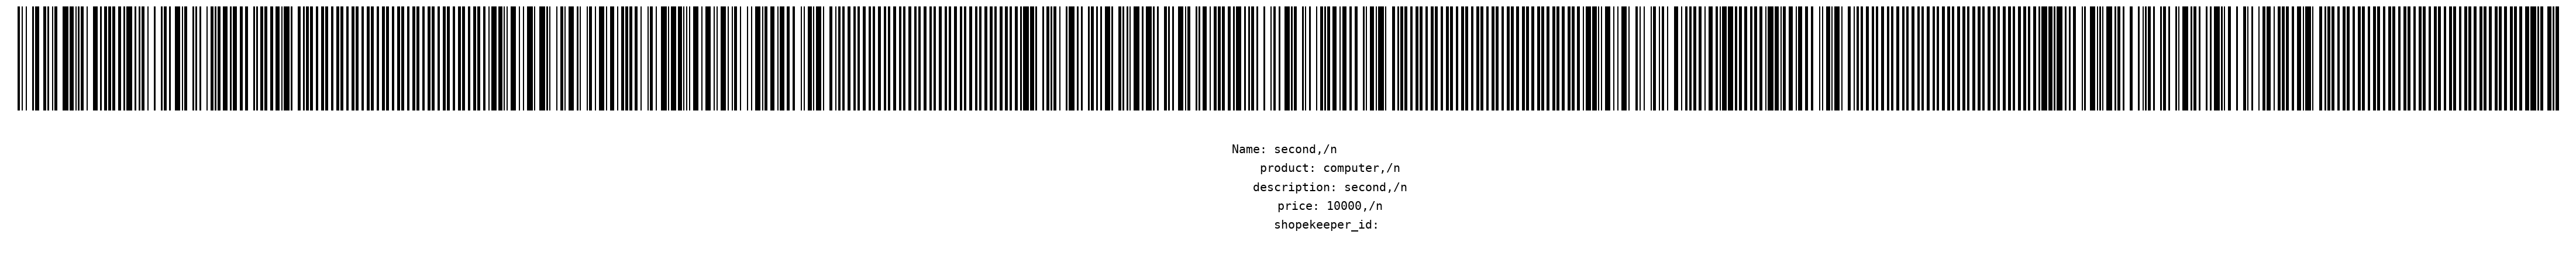 Name: second,/n
product: computer,/n
description: second,/n
price: 10000,/n
shopekeeper_id: